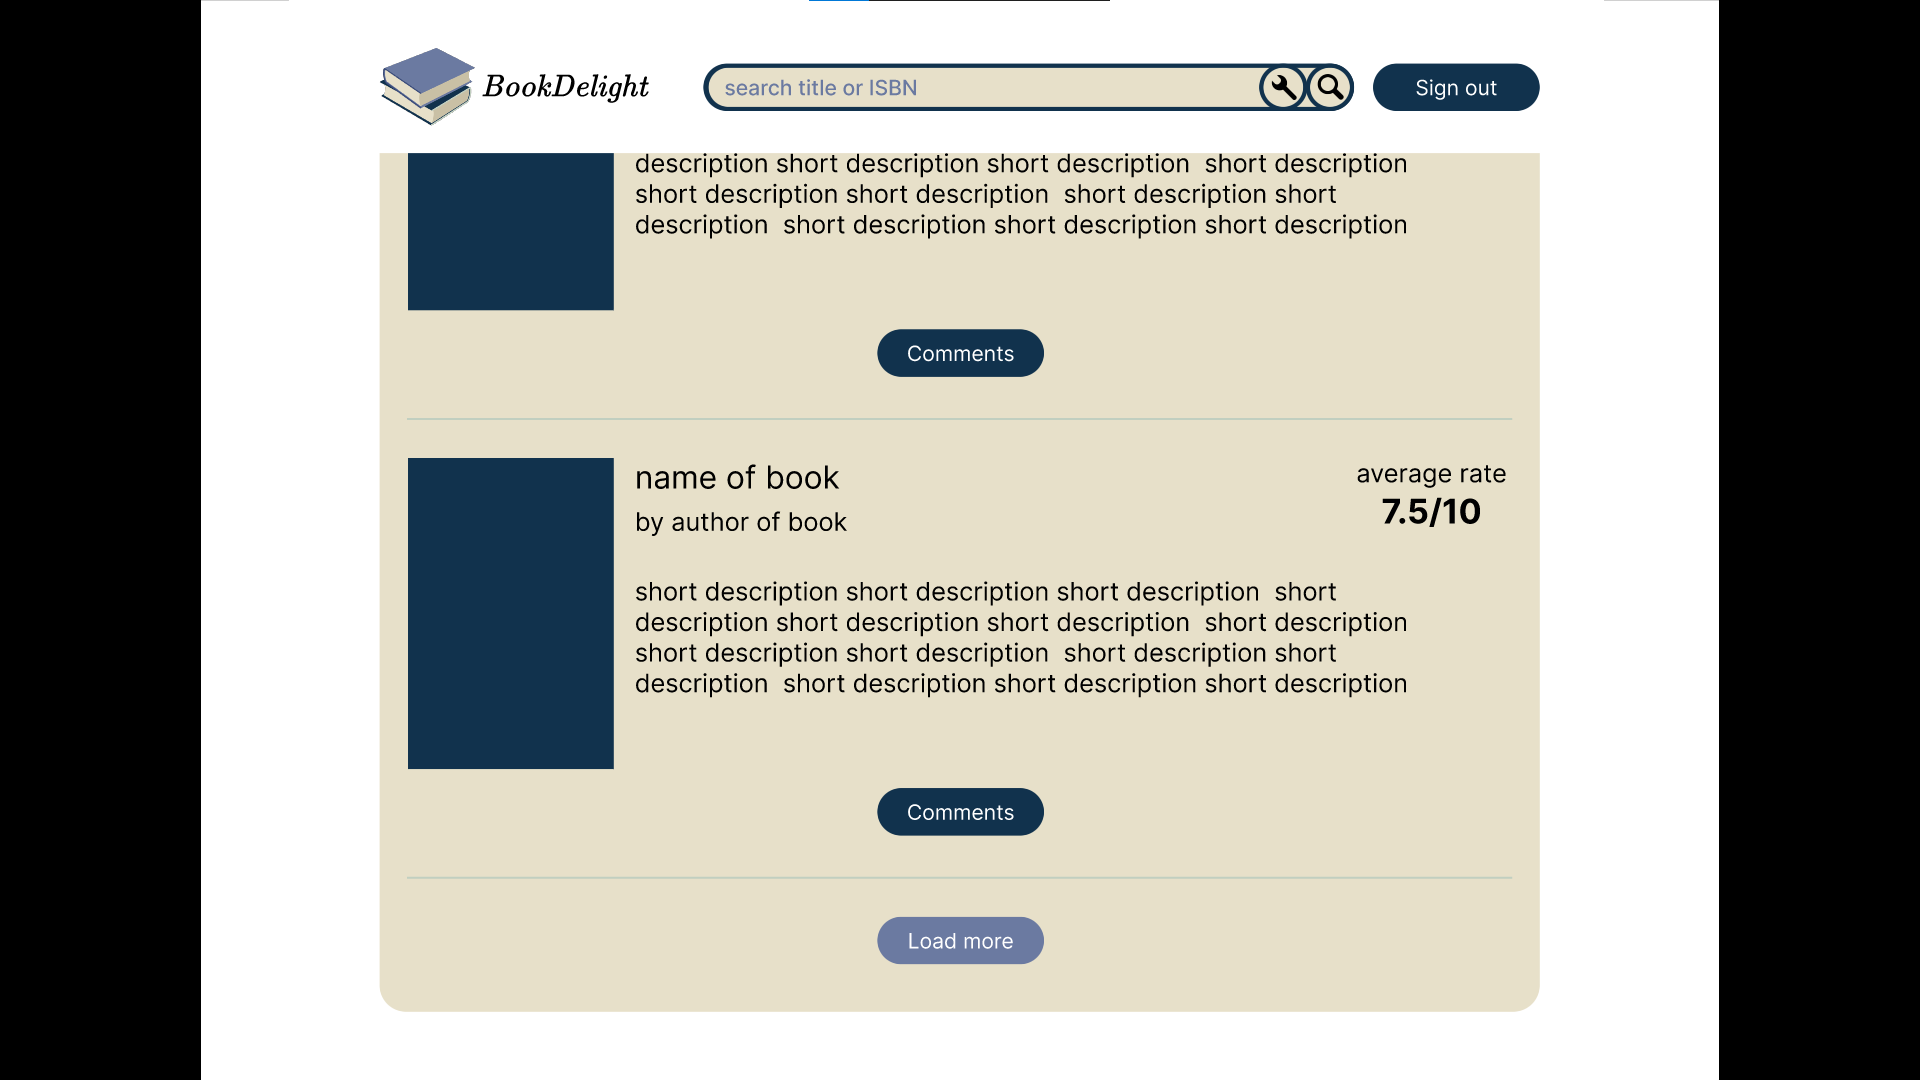 BookDelight
search title or ISBN
Sign out
description short description short description  short description
short description short description  short description short
description  short description short description short description
Comments
name of book
by author of book
average rate
7.5/10
short description short description short description  short
description short description short description  short description
short description short description  short description short
description  short description short description short description
Comments
Load more